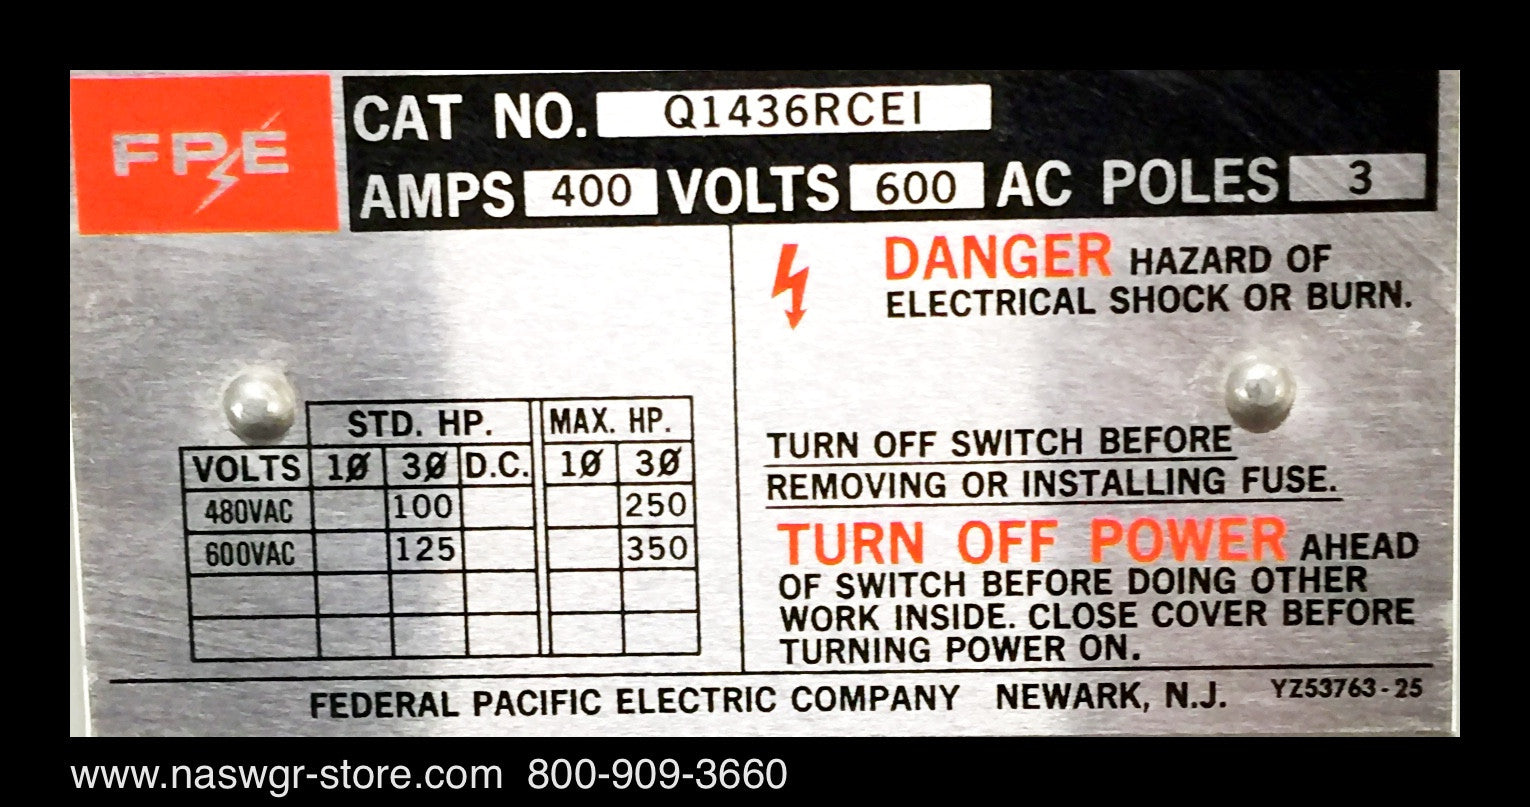 FPE
CAT NO. Q1436RCEI
AMPS 400 VOLTS 600 AC POLES 3
DANGER HAZARD OF
ELECTRICAL SHOCK OR BURN.
STD. HP. MAX. HP.
VOLTS 1Ø 3Ø D.C. 1Ø 3Ø
480VAC 100 250
600VAC 125 350
TURN OFF SWITCH BEFORE
REMOVING OR INSTALLING FUSE.
TURN OFF POWER AHEAD
OF SWITCH BEFORE DOING OTHER
WORK INSIDE. CLOSE COVER BEFORE
TURNING POWER ON.
FEDERAL PACIFIC ELECTRIC COMPANY NEWARK, N.J. YZ53763-25
www.naswgr-store.com 800-909-3660